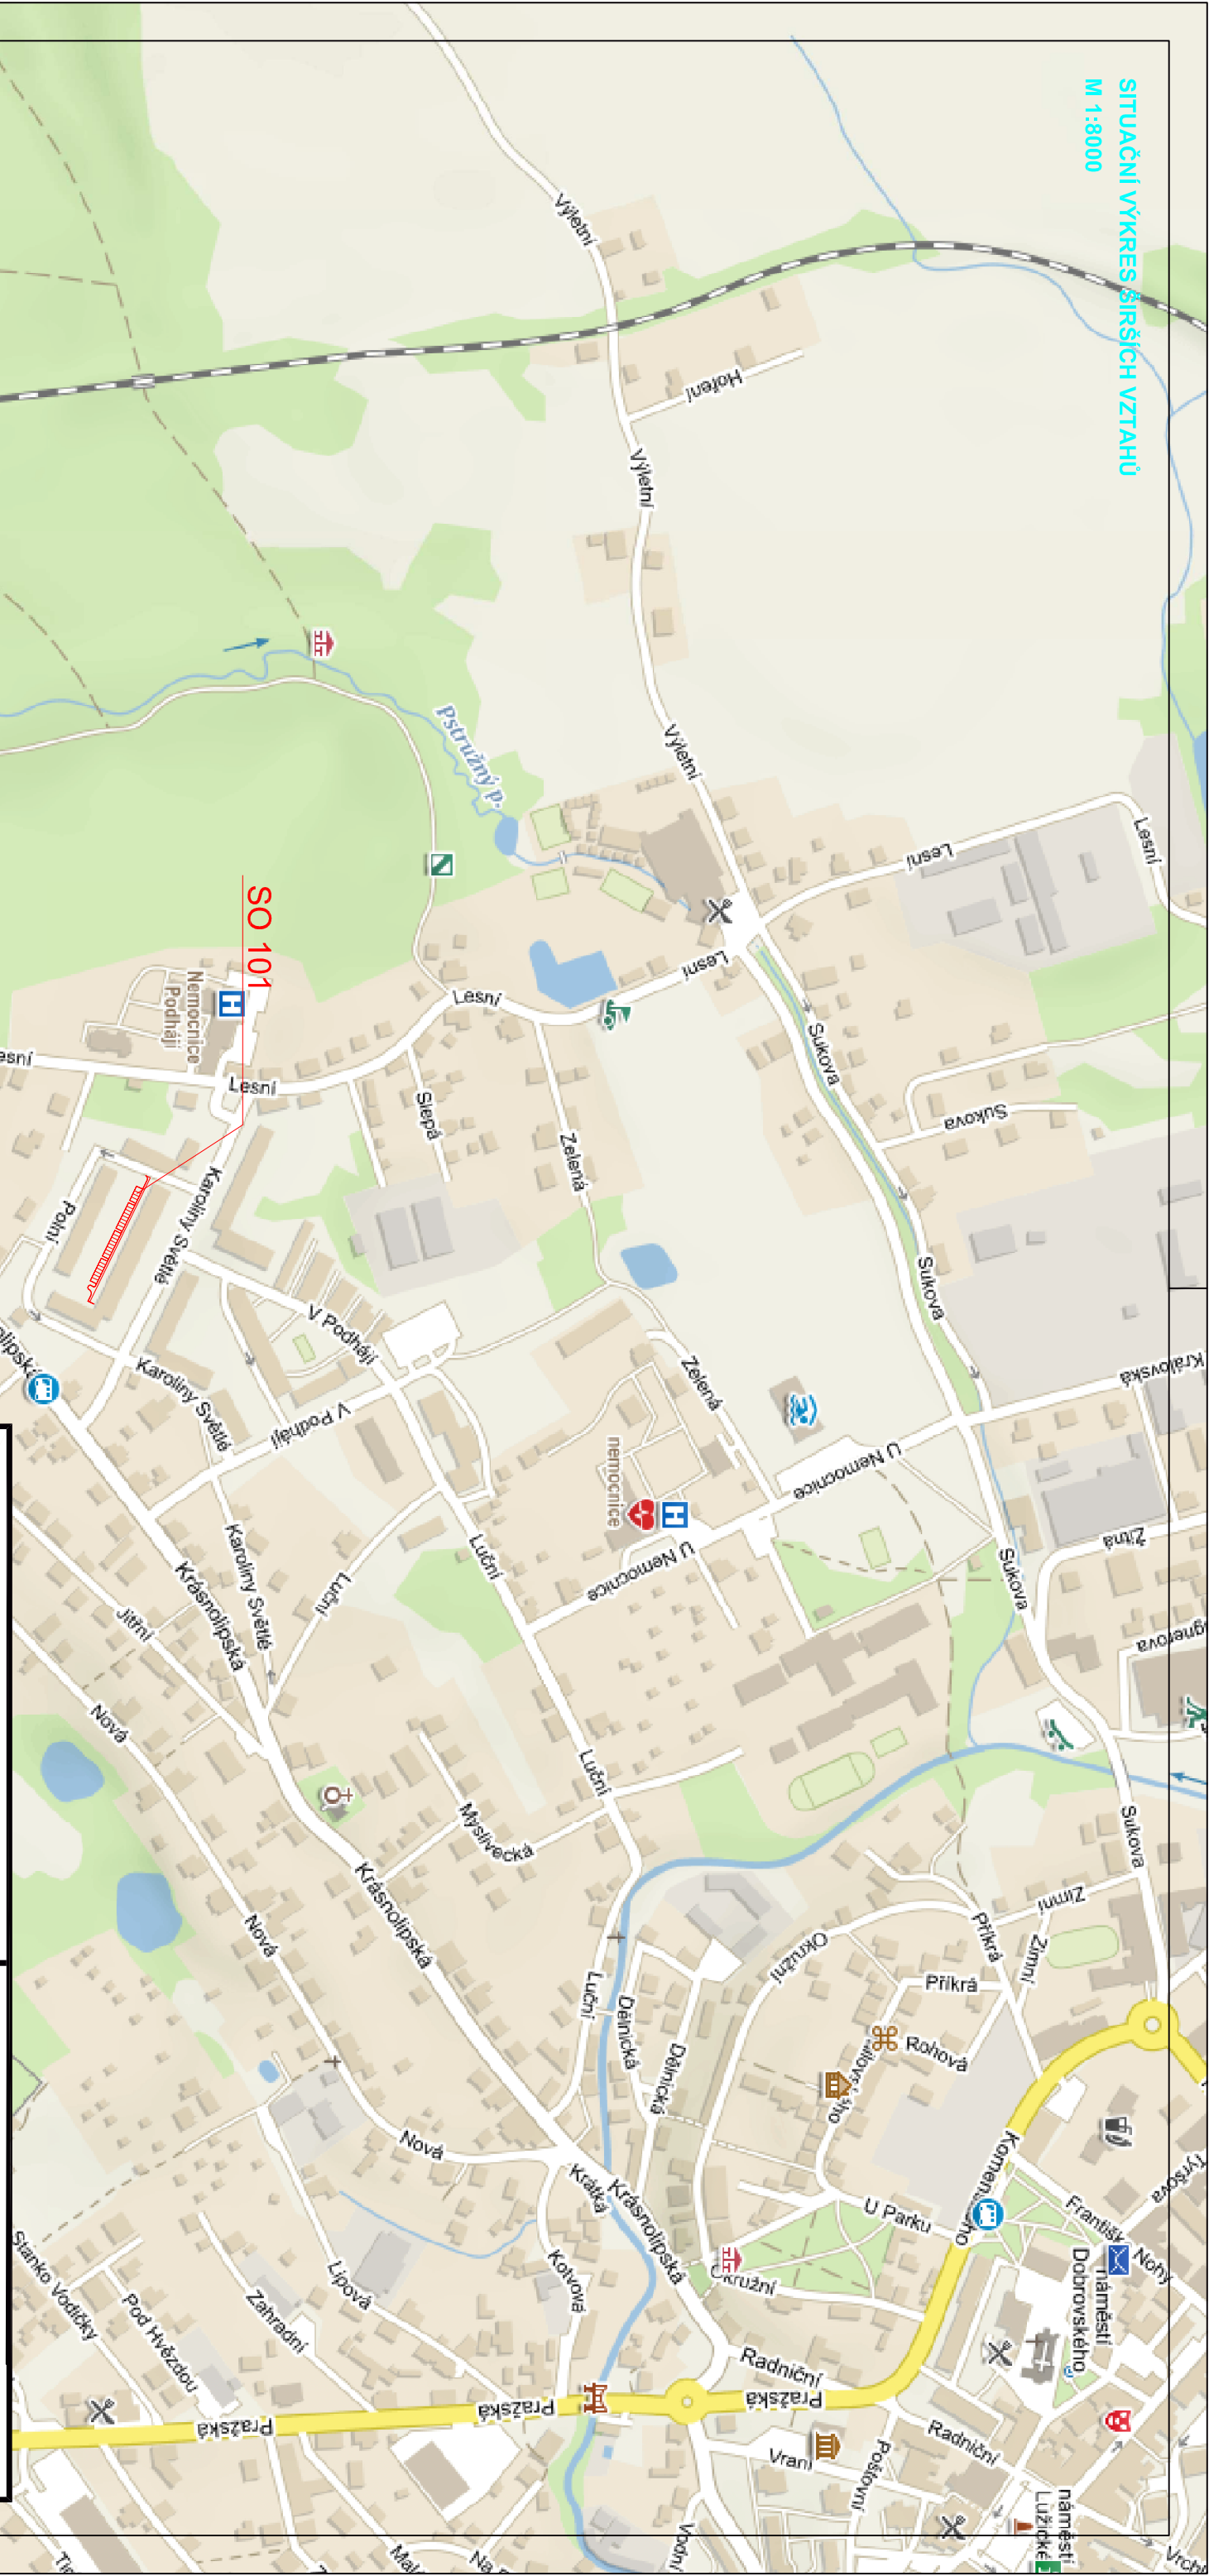 SITUAČNÍ VÝKRES ŠIRŠÍCH VZTAHŮ
M 1:8000
Výletní
Hoření
Výletní
Výletní
Pstružný p.
Lesní
Lesní
Lesní
Lesní
Lesní
SO 101
Nemocnice
Podhájí
Sukova
Sukova
Sukova
Sukova
Sukova
Slepá
Zelená
Zelená
Polní
Karoliny Světlé
Karoliny Světlé
Karoliny Světlé
V Podhájí
V Podhájí
nemocnice
U Nemocnice
U Nemocnice
Královská
Žitná
Luční
Luční
Luční
Luční
Krásnolipská
Krásnolipská
Krásnolipská
Jitřní
Nová
Nová
Nová
Myslivecká
Dělnická
Dělnická
Okružní
Okružní
Zimní
Zimní
Příkrá
Příkrá
Rohová
U Parku
Krátká
Kotvová
Lipová
Zahradní
Pod Hvězdou
Stanko Vodičky
Pražská
Pražská
Pražská
Radniční
Radniční
Vraní
Poštovní
Vodní
Tyršova
Františka Nohy
náměstí
Dobrovského
náměstí